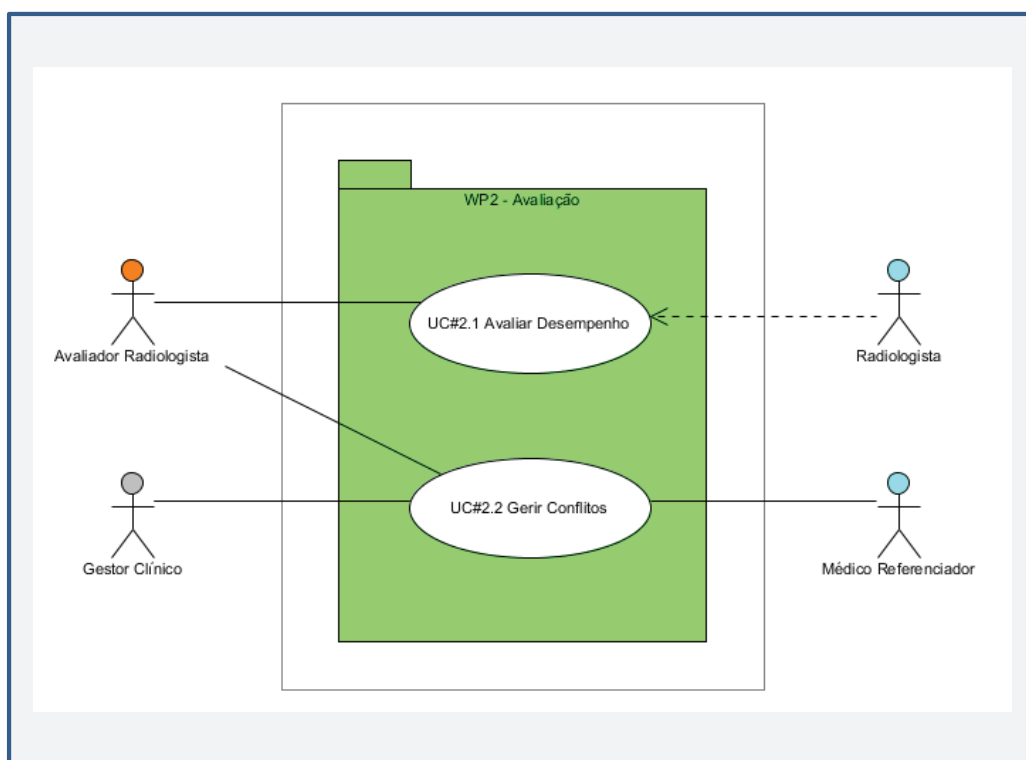 WP2 - Avaliação
UC#2.1 Avaliar Desempenho
Avaliador Radiologista
Radiologista
UC#2.2 Gerir Conflitos
Gestor Clínico
Médico Referenciador